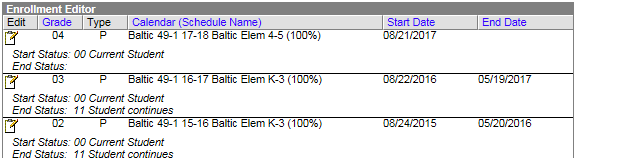 Enrollment Editor
Edit Grade Type Calendar (Schedule Name) Start Date End Date
04 P Baltic 49-1 17-18 Baltic Elem 4-5 (100%) 08/21/2017
Start Status: 00 Current Student
End Status:
03 P Baltic 49-1 16-17 Baltic Elem K-3 (100%) 08/22/2016 05/19/2017
Start Status: 00 Current Student
End Status: 11 Student continues
02 P Baltic 49-1 15-16 Baltic Elem K-3 (100%) 08/24/2015 05/20/2016
Start Status: 00 Current Student
End Status: 11 Student continues